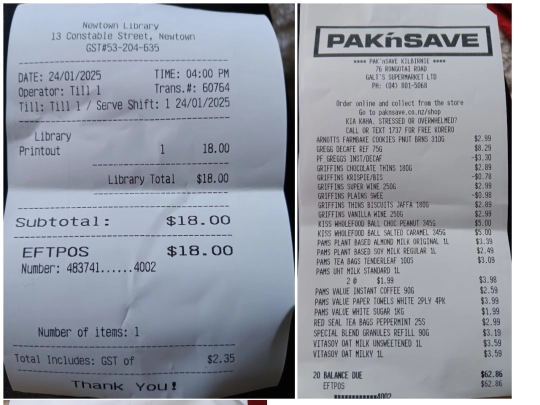 Newtown Library
13 Constable Street, Newtown
GST#53-204-635
DATE: 24/01/2025 TIME: 04:00 PM
Operator: Till 1 Trans.#: 60764
Till: Till 1 / Serve Shift: 1 24/01/2025
Library
Printout 1 18.00
Library Total $18.00
Subtotal: $18.00
EFTPOS $18.00
Number: 483741......4002
Number of items: 1
Total Includes: GST of $2.35
Thank You!
PAK'nSAVE
**** PAK'nSAVE KILBIRNIE ****
76 RONGOTAI ROAD
GALT'S SUPERMARKET LTD
PH: (04) 801-5068
Order online and collect from the store
Go to paknsave.co.nz/shop
KIA KAHA. STRESSED OR OVERWHELMED?
CALL OR TEXT 1737 FOR FREE KORERO
ARNOTTS FARMBAKE COOKIES PNUT BRNS 310G $2.99
GREGG DECAFE REF 75G $8.29
PF GREGGS INST/DECAF -$3.30
GRIFFINS CHOCOLATE THINS 180G $2.89
GRIFFINS KRISPIE/BIS -$0.78
GRIFFINS SUPER WINE 250G $2.99
GRIFFINS PLAINS SWEE -$0.98
GRIFFINS THINS BISCUITS JAFFA 180G $2.89
GRIFFINS VANILLA WINE 250G $2.99
KISS WHOLEFOOD BALL CHOC PEANUT 345G $5.00
KISS WHOLEFOOD BALL SALTED CARAMEL 345G $5.00
PAMS PLANT BASED ALMOND MILK ORIGINAL 1L $3.39
PAMS PLANT BASED SOY MILK REGULAR 1L $2.49
PAMS TEA BAGS TENDERLEAF 100S $3.09
PAMS UHT MILK STANDARD 1L
2 @ $1.99 $3.98
PAMS VALUE INSTANT COFFEE 90G $2.59
PAMS VALUE PAPER TOWELS WHITE 2PLY 4PK $3.99
PAMS VALUE WHITE SUGAR 1KG $1.99
RED SEAL TEA BAGS PEPPERMINT 25S $2.99
SPECIAL BLEND GRANULES REFILL 90G $3.19
VITASOY OAT MILK UNSWEETENED 1L $3.59
VITASOY OAT MILKY 1L $3.59
20 BALANCE DUE $62.86
EFTPOS $62.86
4002